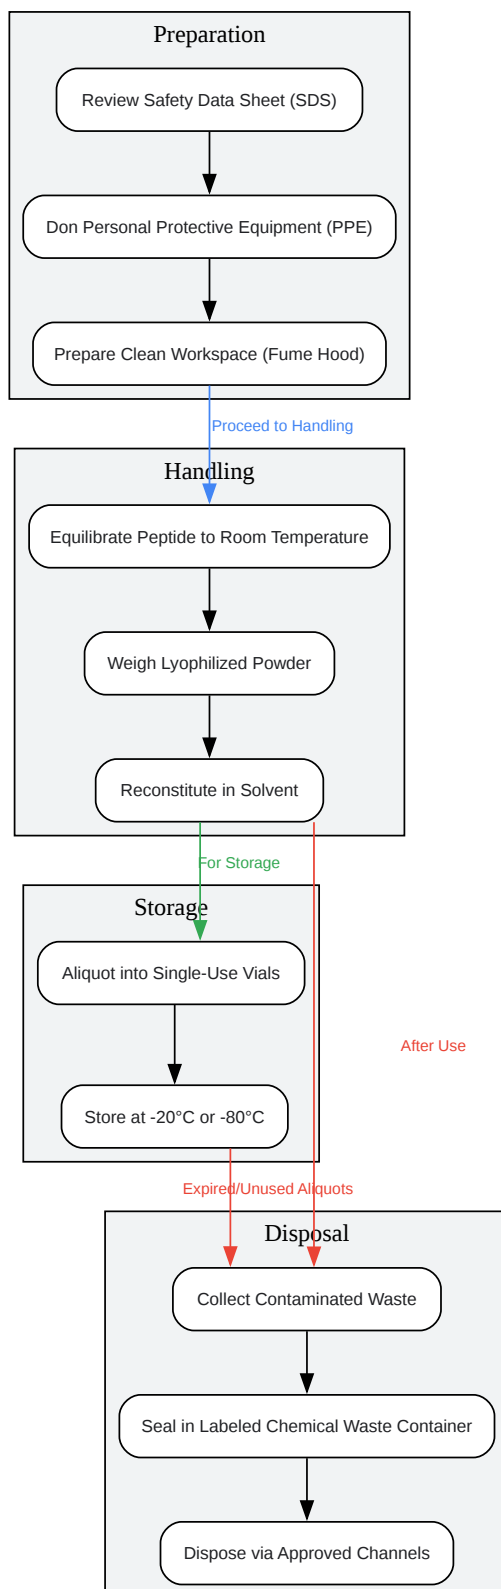 Preparation
Review Safety Data Sheet (SDS)
Don Personal Protective Equipment (PPE)
Prepare Clean Workspace (Fume Hood)
Proceed to Handling
Handling
Equilibrate Peptide to Room Temperature
Weigh Lyophilized Powder
Reconstitute in Solvent
For Storage
Storage
Aliquot into Single-Use Vials
After Use
Store at -20°C or -80°C
Expired/Unused Aliquots
Disposal
Collect Contaminated Waste
Seal in Labeled Chemical Waste Container
Dispose via Approved Channels